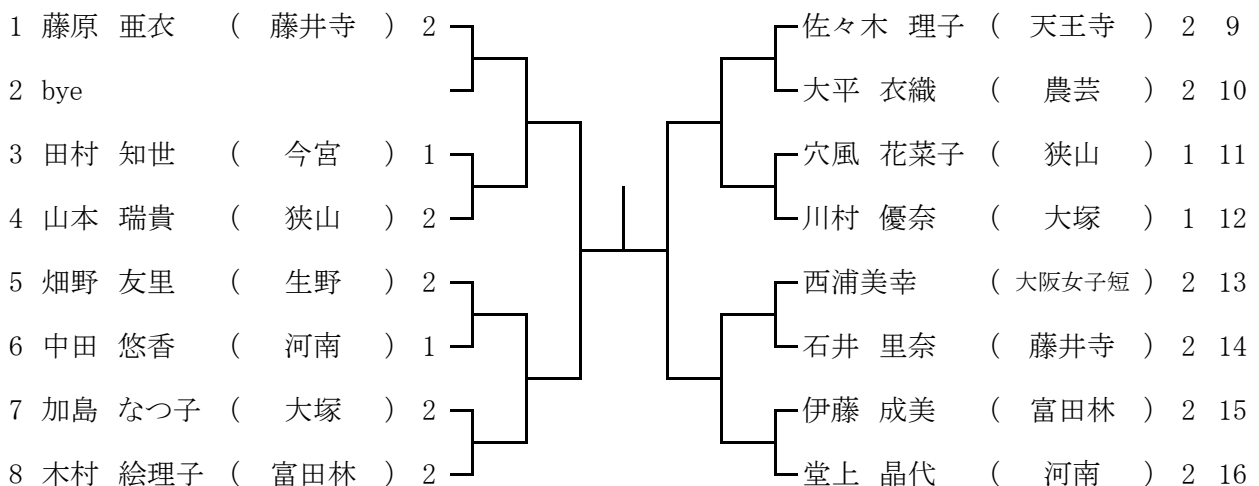 1 藤原 亜衣 ( 藤井寺 ) 2
2 bye
3 田村 知世 ( 今宮 ) 1
4 山本 瑞貴 ( 狭山 ) 2
5 畑野 友里 ( 生野 ) 2
6 中田 悠香 ( 河南 ) 1
7 加島 なつ子 ( 大塚 ) 2
8 木村 絵理子 ( 富田林 ) 2
佐々木 理子 ( 天王寺 ) 2 9
大平 衣織 ( 農芸 ) 2 10
穴風 花菜子 ( 狭山 ) 1 11
川村 優奈 ( 大塚 ) 1 12
西浦美幸 ( 大阪女子短 ) 2 13
石井 里奈 ( 藤井寺 ) 2 14
伊藤 成美 ( 富田林 ) 2 15
堂上 晶代 ( 河南 ) 2 16